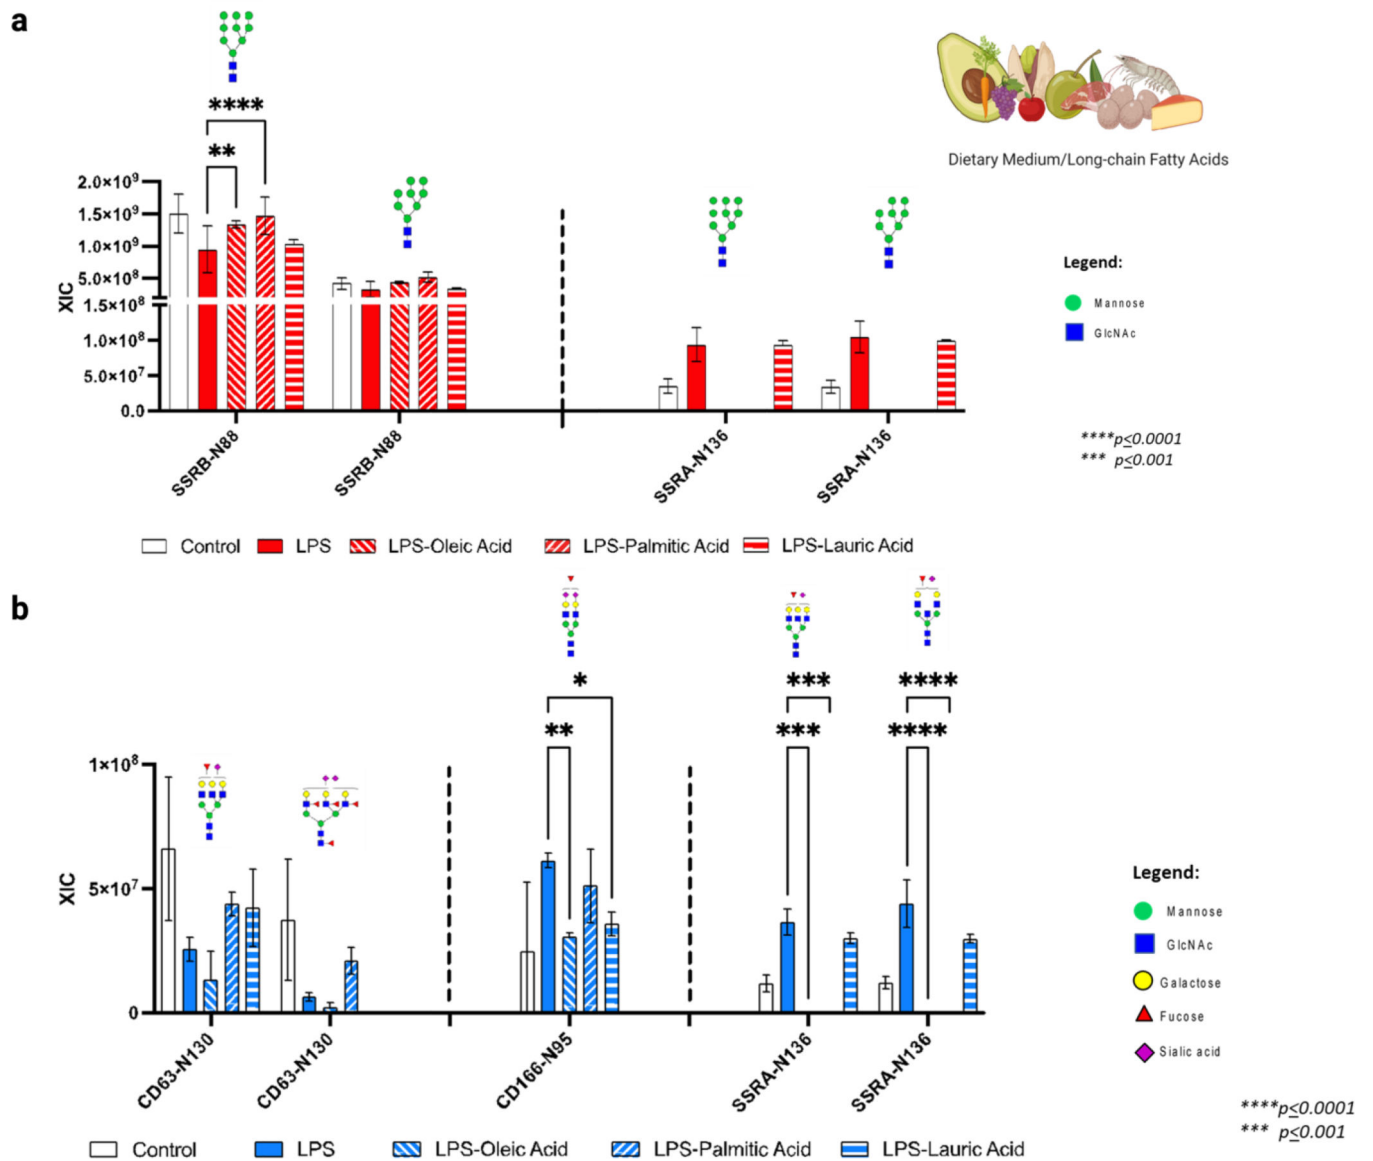 a
****
**
Dietary Medium/Long-chain Fatty Acids
XIC
2.0×10⁹
1.5×10⁹
1.0×10⁹
5.0×10⁸
1.5×10⁸
1.0×10⁸
5.0×10⁷
0.0
SSRB-N88
SSRB-N88
SSRA-N136
SSRA-N136
Legend:
Mannose
GlcNAc
****p≤0.0001
*** p≤0.001
Control LPS LPS-Oleic Acid LPS-Palmitic Acid LPS-Lauric Acid
b
* *** ****
** *** ****
XIC
1×10⁸
5×10⁷
0
CD63-N130
CD63-N130
CD166-N95
SSRA-N136
SSRA-N136
Legend:
Mannose
GlcNAc
Galactose
Fucose
Sialic acid
****p≤0.0001
*** p≤0.001
Control LPS LPS-Oleic Acid LPS-Palmitic Acid LPS-Lauric Acid